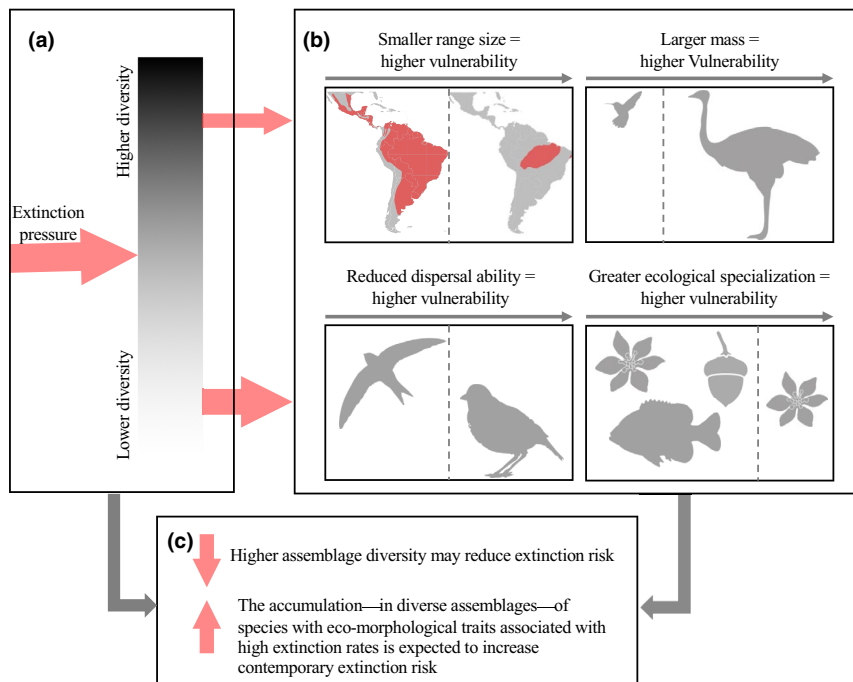 (a)
Higher diversity
Extinction
pressure
Lower diversity
(b)
Smaller range size =
higher vulnerability
Larger mass =
higher Vulnerability
Reduced dispersal ability =
higher vulnerability
Greater ecological specialization =
higher vulnerability
(c)
Higher assemblage diversity may reduce extinction risk
The accumulation—in diverse assemblages—of
species with eco-morphological traits associated with
high extinction rates is expected to increase
contemporary extinction risk